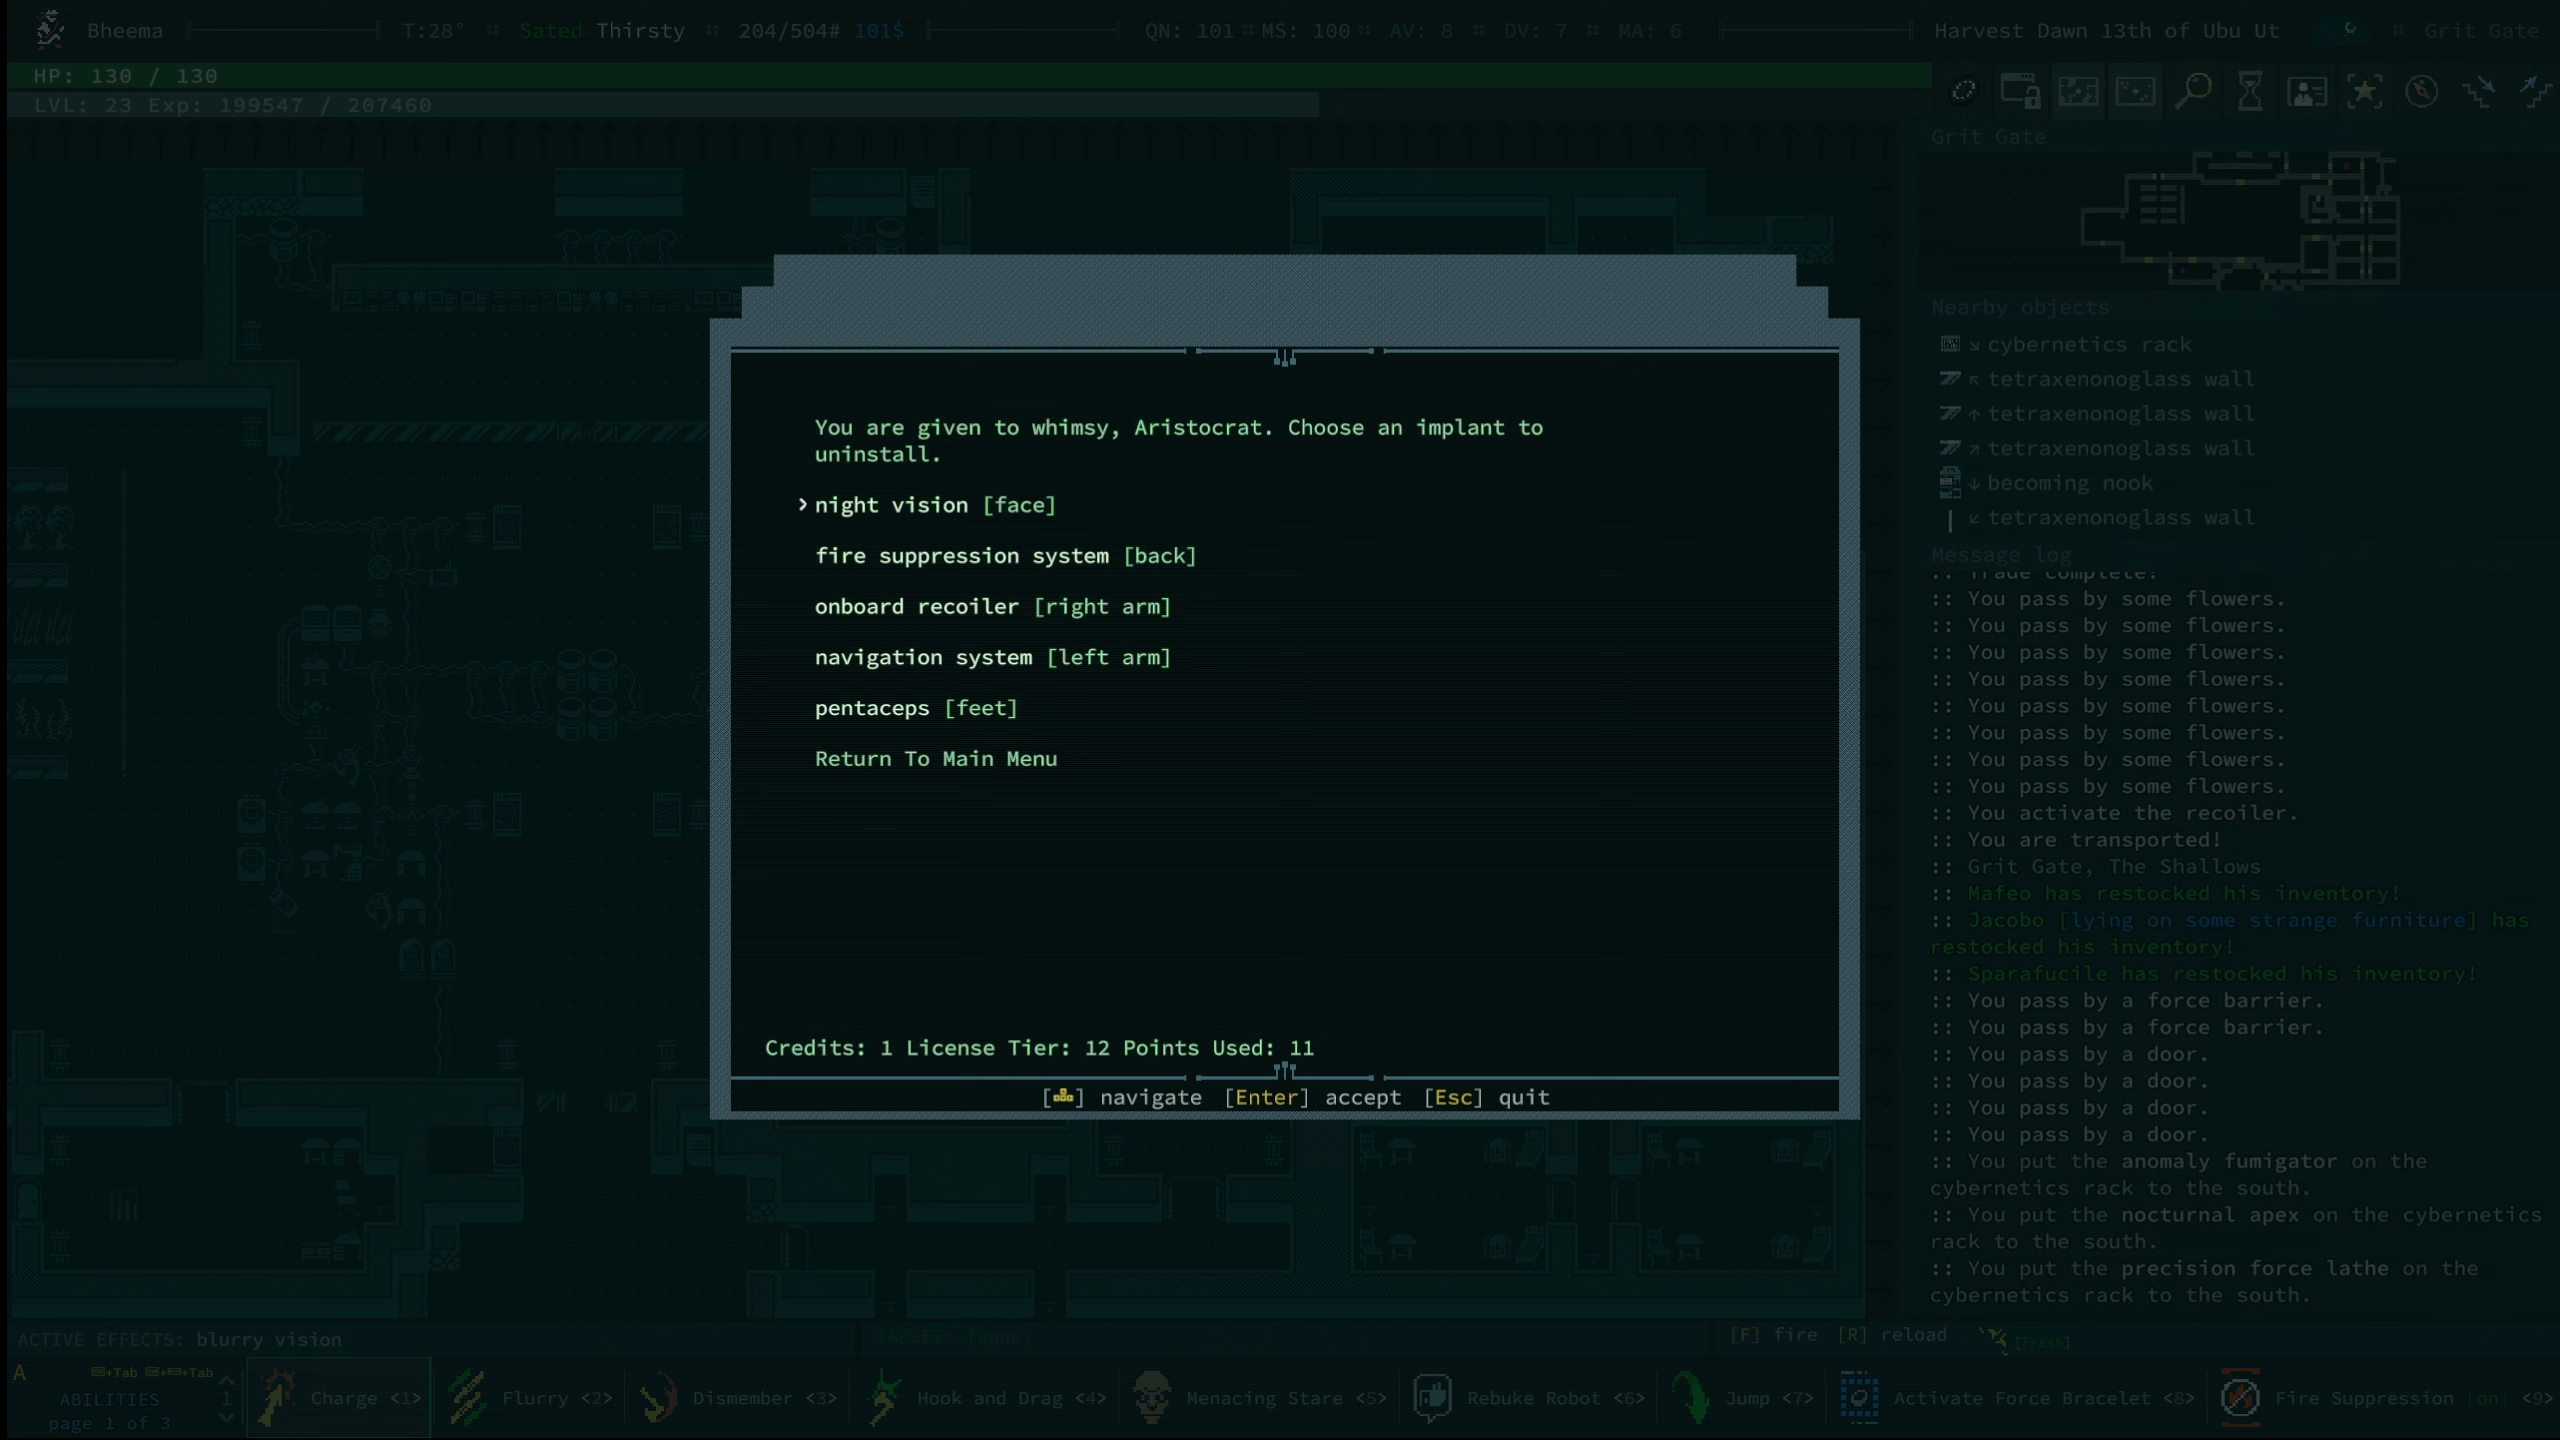 Bheema T:28° Sated Thirsty 204/504# 101$ QN: 101 MS: 100 AV: 8 DV: 7 MA: 6 Harvest Dawn 13th of Ubu Ut Grit Gate
HP: 130 / 130
LVL: 23 Exp: 199547 / 207460
Grit Gate
Nearby objects
cybernetics rack
tetraxenonoglass wall
tetraxenonoglass wall
tetraxenonoglass wall
becoming nook
tetraxenonoglass wall
You are given to whimsy, Aristocrat. Choose an implant to
uninstall.
> night vision [face]
fire suppression system [back]
onboard recoiler [right arm]
navigation system [left arm]
pentaceps [feet]
Return To Main Menu
Credits: 1 License Tier: 12 Points Used: 11
navigate [Enter] accept [Esc] quit
Message log
:: Trade complete!
:: You pass by some flowers.
:: You pass by some flowers.
:: You pass by some flowers.
:: You pass by some flowers.
:: You pass by some flowers.
:: You pass by some flowers.
:: You pass by some flowers.
:: You pass by some flowers.
:: You activate the recoiler.
:: You are transported!
:: Grit Gate, The Shallows
:: Mafeo has restocked his inventory!
:: Jacobo [lying on some strange furniture] has
restocked his inventory!
:: Sparafucile has restocked his inventory!
:: You pass by a force barrier.
:: You pass by a force barrier.
:: You pass by a door.
:: You pass by a door.
:: You pass by a door.
:: You pass by a door.
:: You put the anomaly fumigator on the
cybernetics rack to the south.
:: You put the nocturnal apex on the cybernetics
rack to the south.
:: You put the precision force lathe on the
cybernetics rack to the south.
ACTIVE EFFECTS: blurry vision TARGET: [none] [F] fire [R] reload [Fresh]
A +Tab +Tab
ABILITIES 1
page 1 of 3
Charge <1> Flurry <2> Dismember <3> Hook and Drag <4> Menacing Stare <5> Rebuke Robot <6> Jump <7> Activate Force Bracelet <8> Fire Suppression [on] <9>